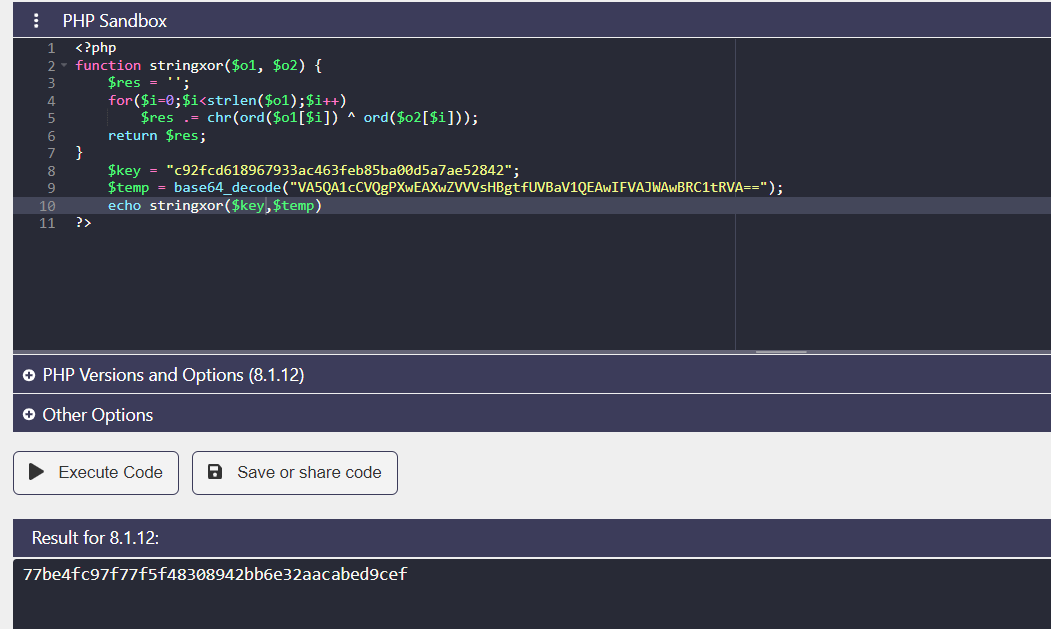 PHP Sandbox
1 <?php
2 function stringxor($o1, $o2) {
3 $res = '';
4 for($i=0;$i<strlen($o1);$i++)
5 $res .= chr(ord($o1[$i]) ^ ord($o2[$i]));
6 return $res;
7 }
8 $key = "c92fcd618967933ac463feb85ba00d5a7ae52842";
9 $temp = base64_decode("VA5QA1cCVQgPXwEAXwZVVVsHBgtfUVBaV1QEAwIFVAJWAwBRC1tRVA==");
10 echo stringxor($key,$temp)
11 ?>
PHP Versions and Options (8.1.12)
Other Options
Execute Code
Save or share code
Result for 8.1.12:
77be4fc97f77f5f48308942bb6e32aacabed9cef